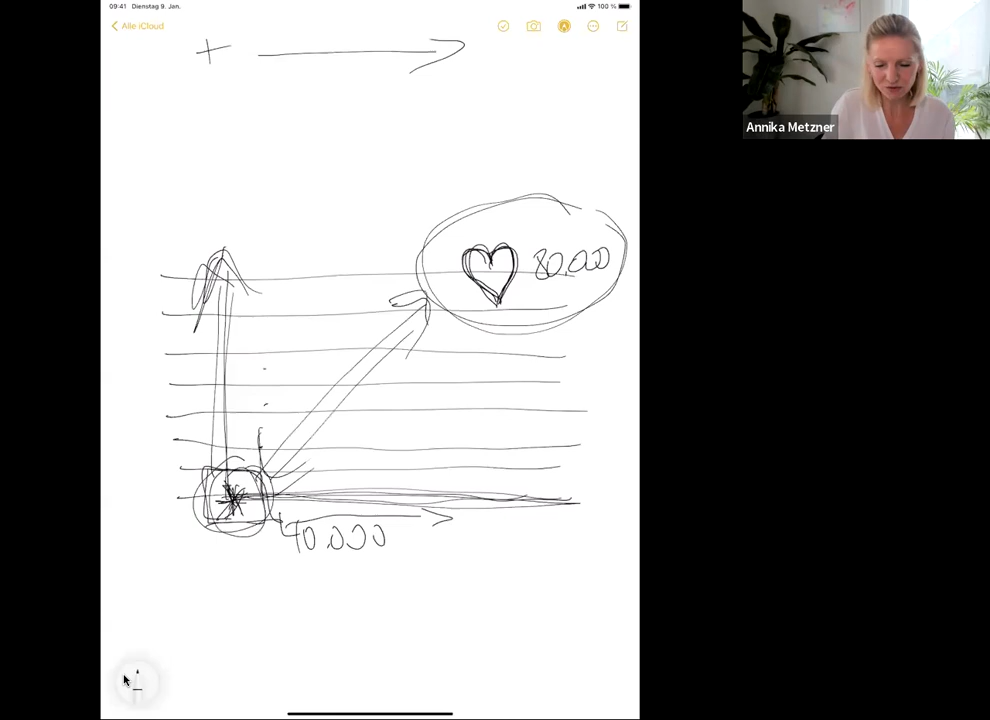 09:41 Dienstag 9. Jan.
100 %
Alle iCloud
Annika Metzner
+
80.000
40.000